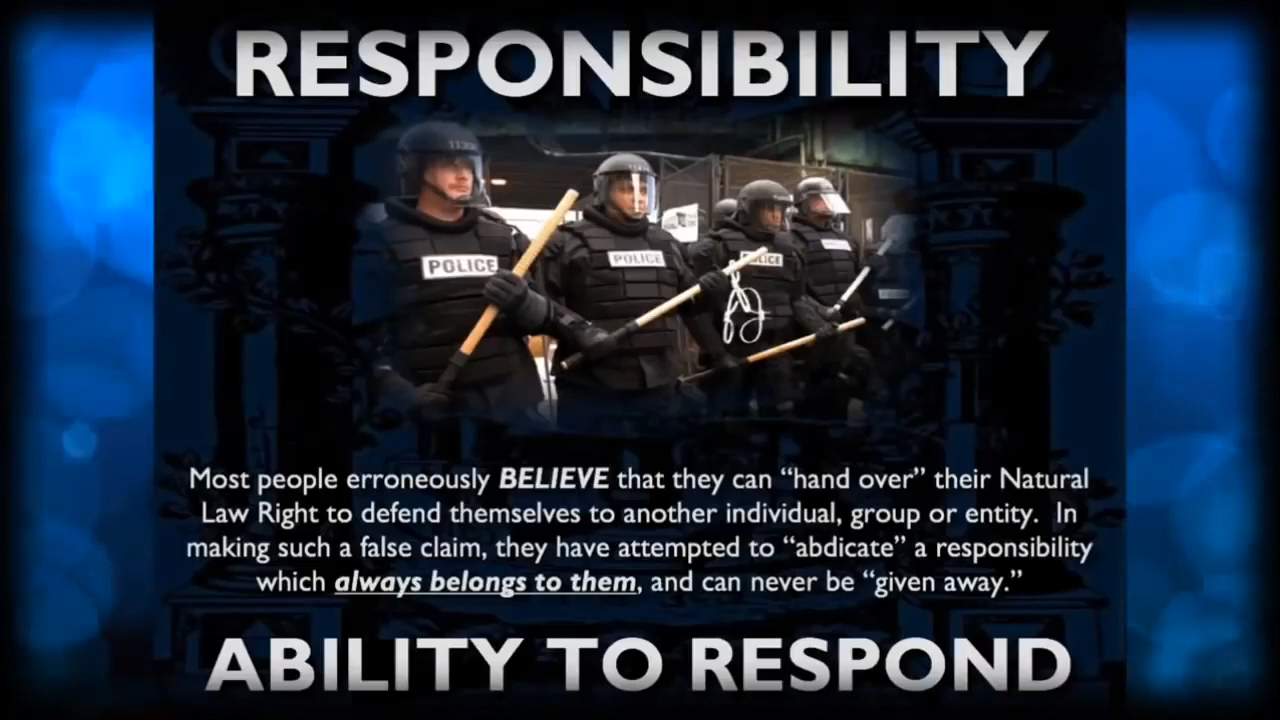 RESPONSIBILITY
POLICE
POLICE
POLICE
Most people erroneously BELIEVE that they can “hand over” their Natural
Law Right to defend themselves to another individual, group or entity.  In
making such a false claim, they have attempted to “abdicate” a responsibility
which always belongs to them, and can never be “given away.”
ABILITY TO RESPOND